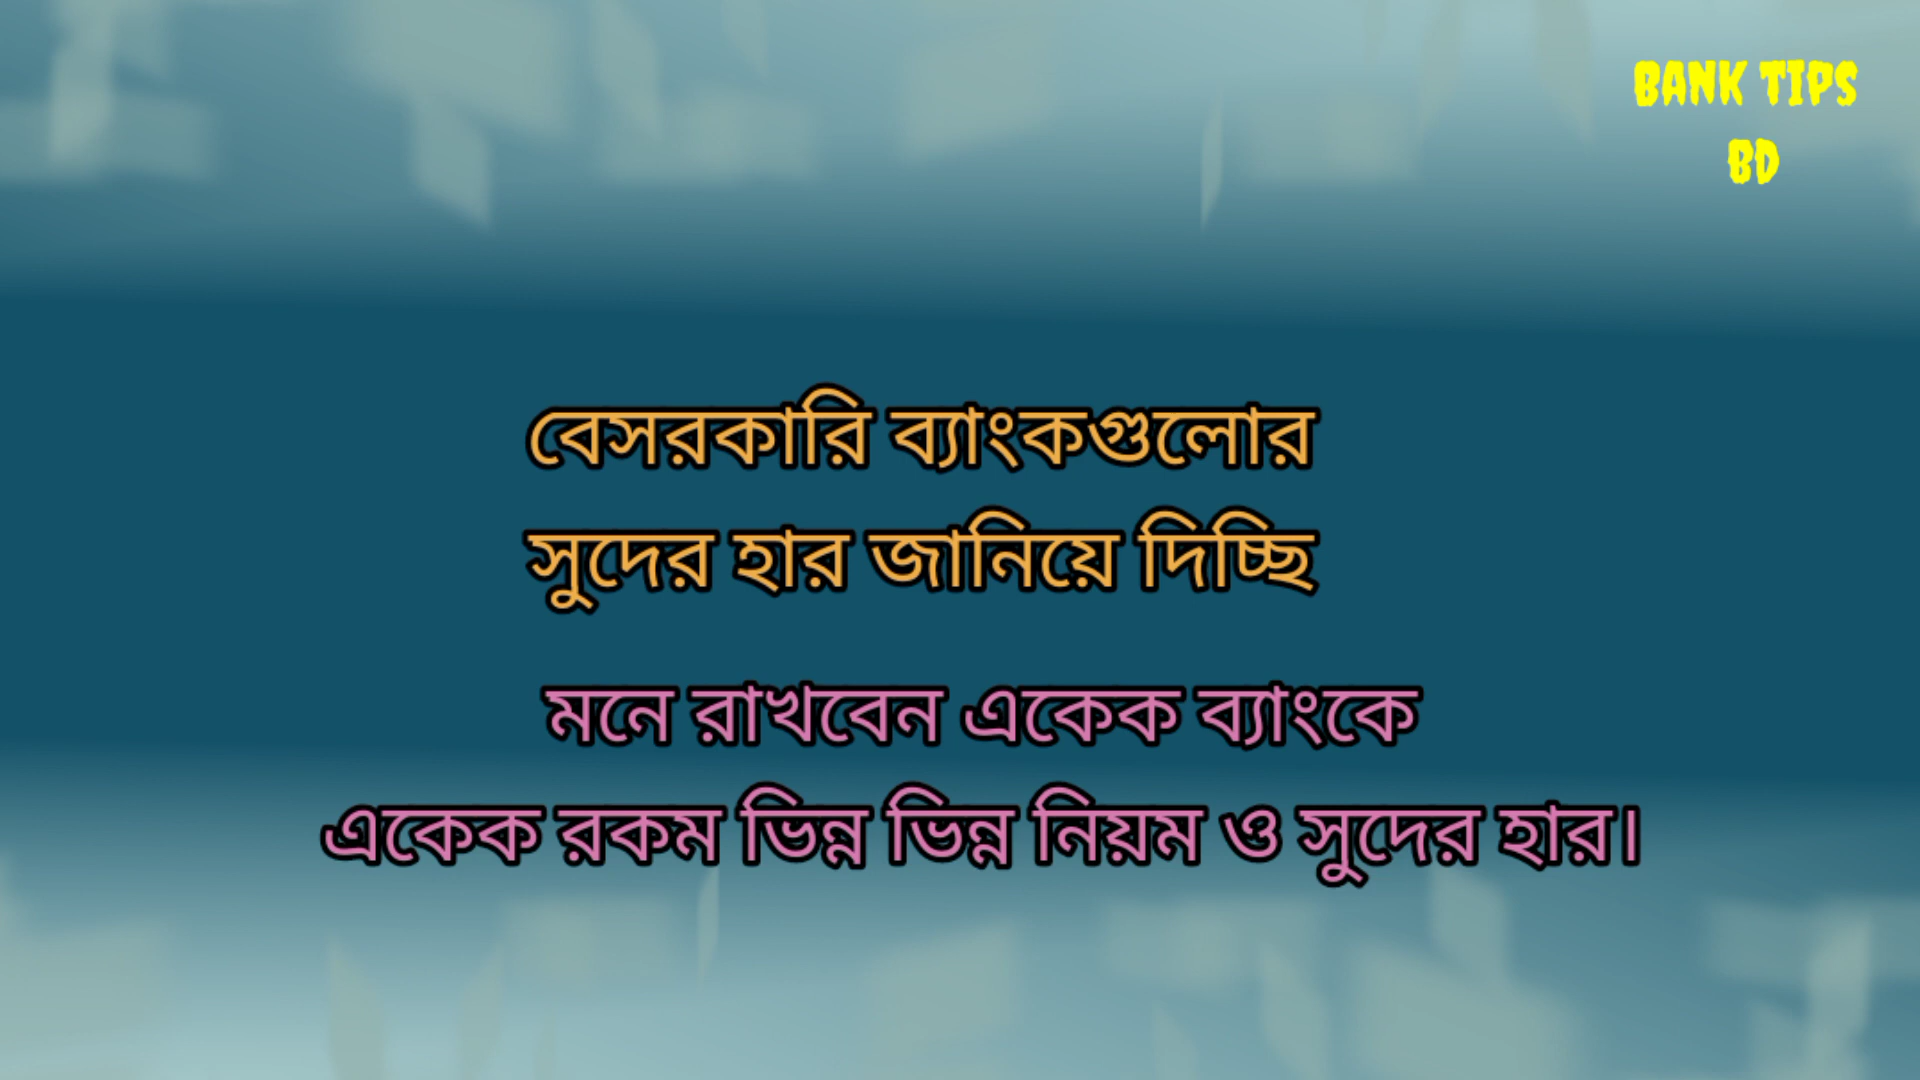 BANK TIPS
BD
বেসরকারি ব্যাংকগুলোর
সুদের হার জানিয়ে দিচ্ছি
মনে রাখবেন একেক ব্যাংকে
একেক রকম ভিন্ন ভিন্ন নিয়ম ও সুদের হার।